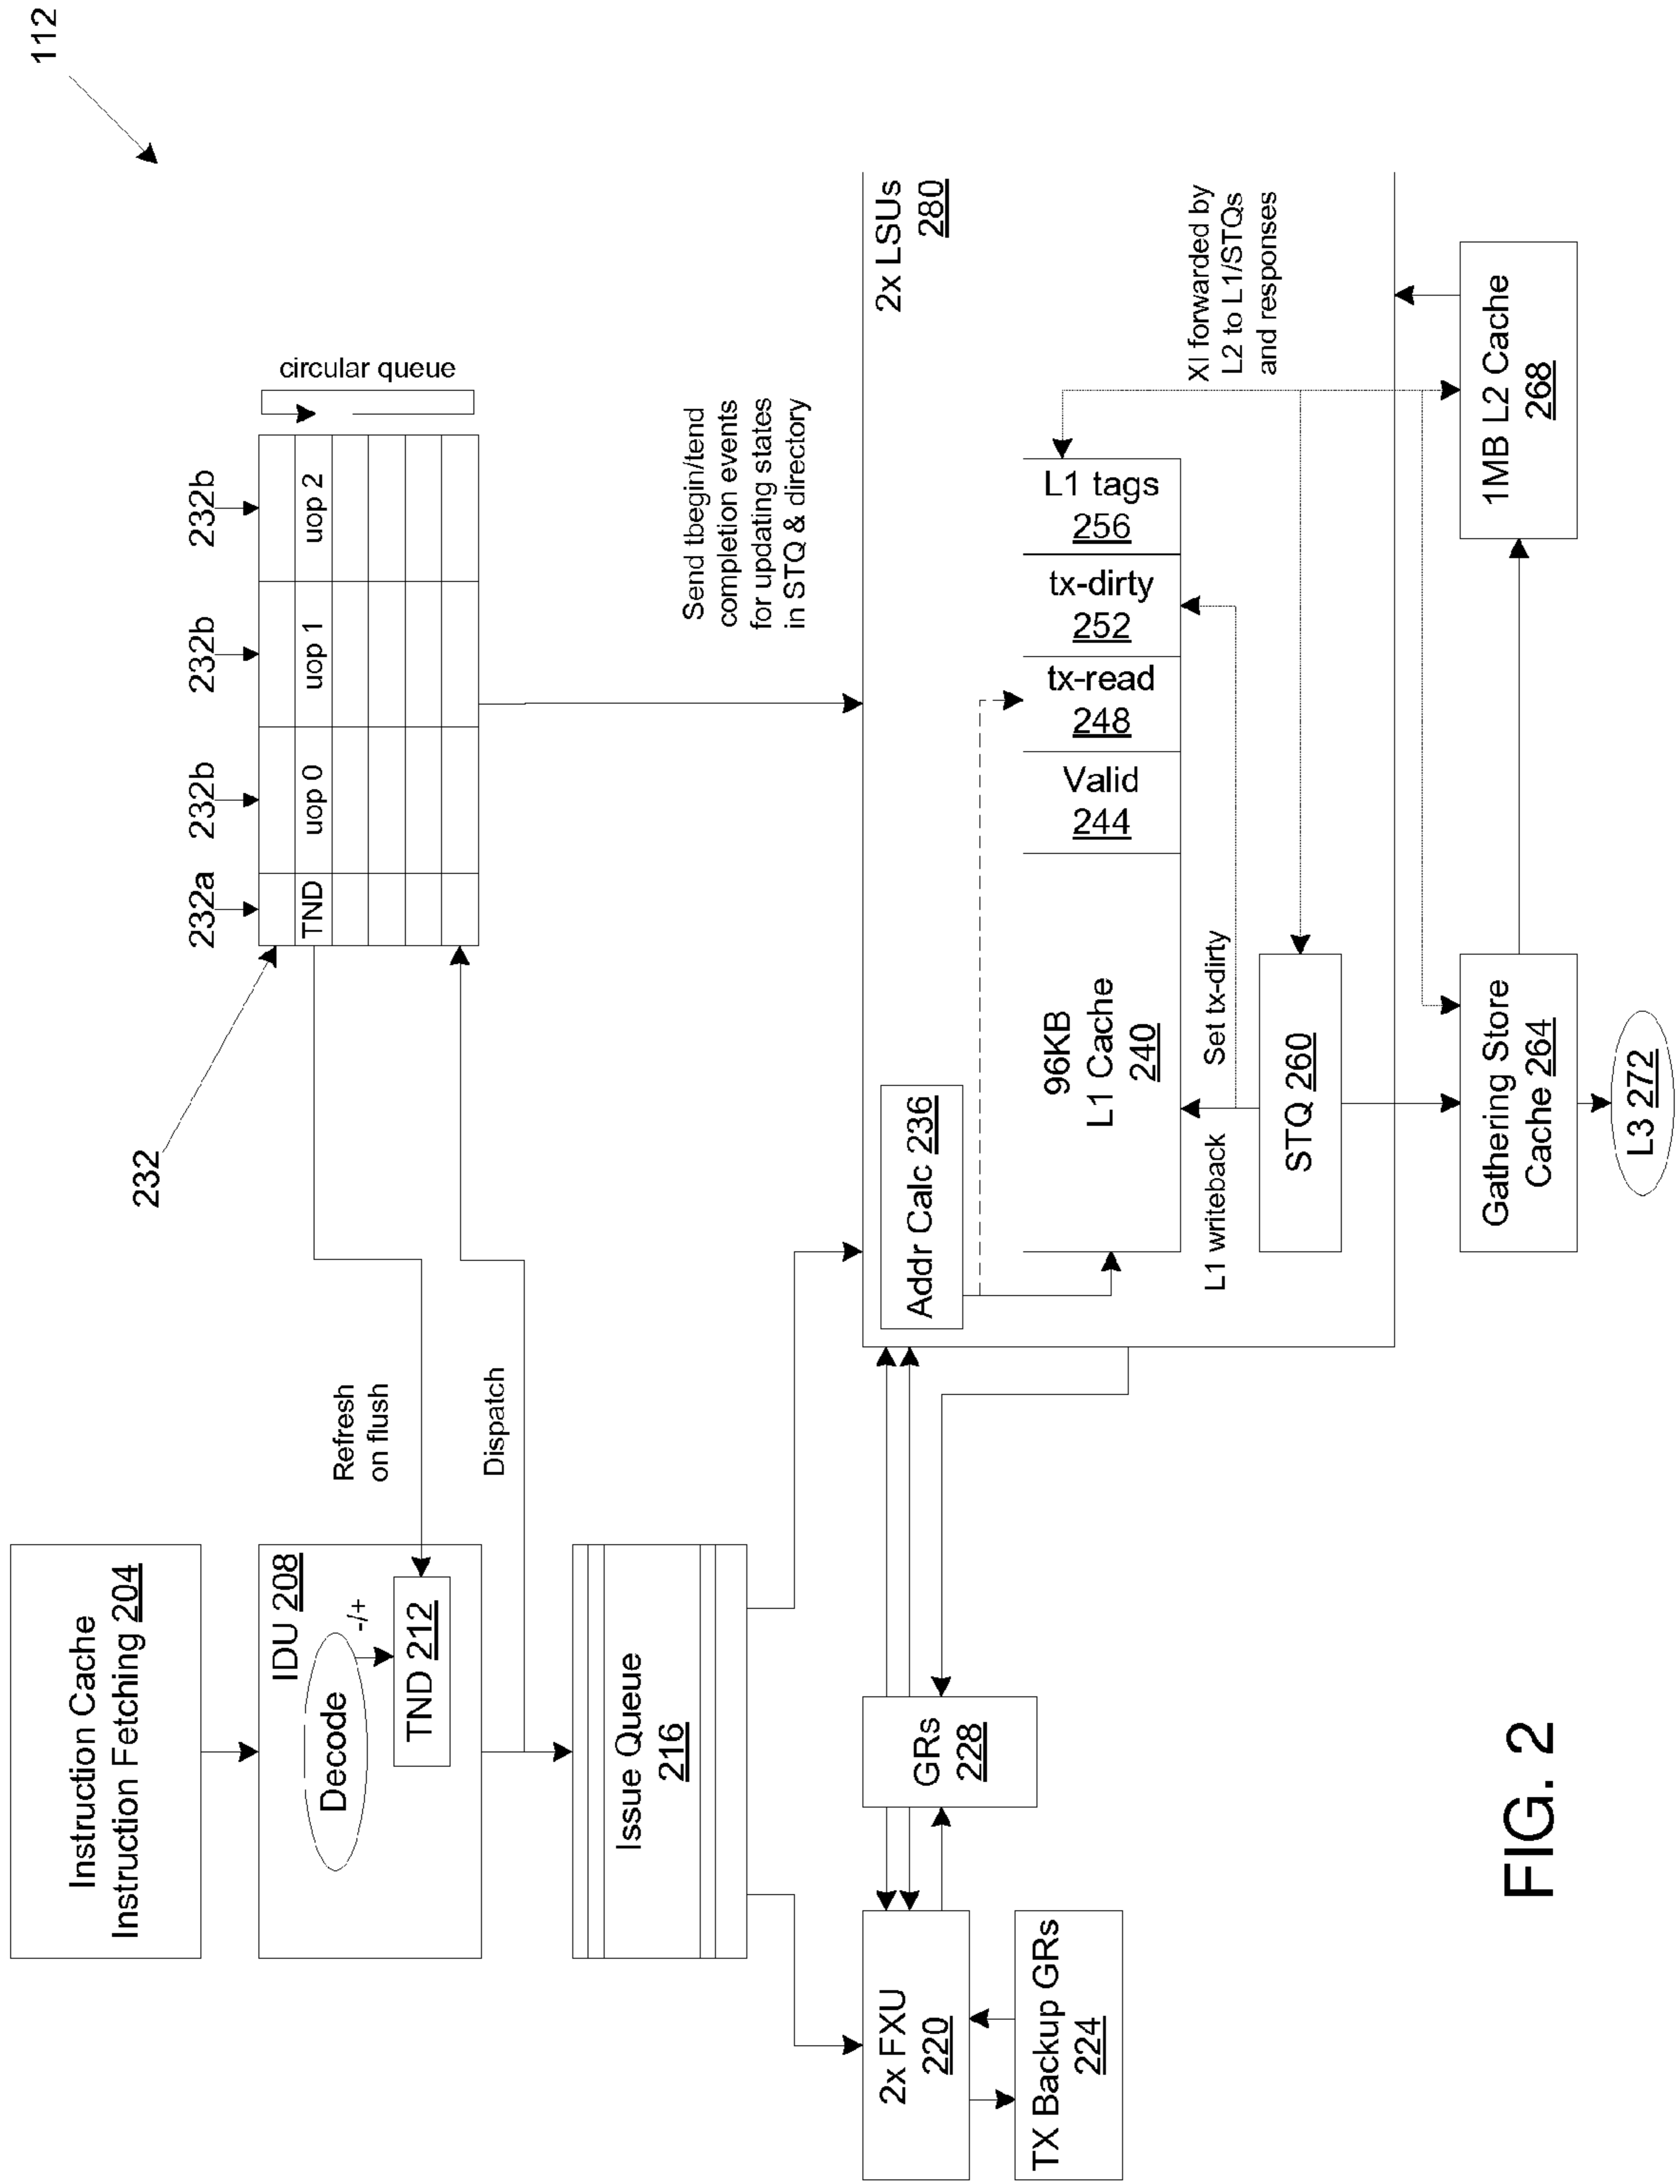 112
Instruction Cache
Instruction Fetching 204
IDU 208
Decode
-/+
TND 212
Refresh
on flush
Dispatch
232
232a
232b
232b
232b
TND
uop 0
uop 1
uop 2
circular queue
Issue Queue
216
Send tbegin/tend
completion events
for updating states
in STQ & directory
2x FXU
220
TX Backup GRs
224
GRs
228
2x LSUs
280
Addr Calc 236
96KB
L1 Cache
240
Valid
244
tx-read
248
tx-dirty
252
L1 tags
256
L1 writeback
Set tx-dirty
XI forwarded by
L2 to L1/STQs
and responses
STQ 260
Gathering Store
Cache 264
1MB L2 Cache
268
L3 272
FIG. 2